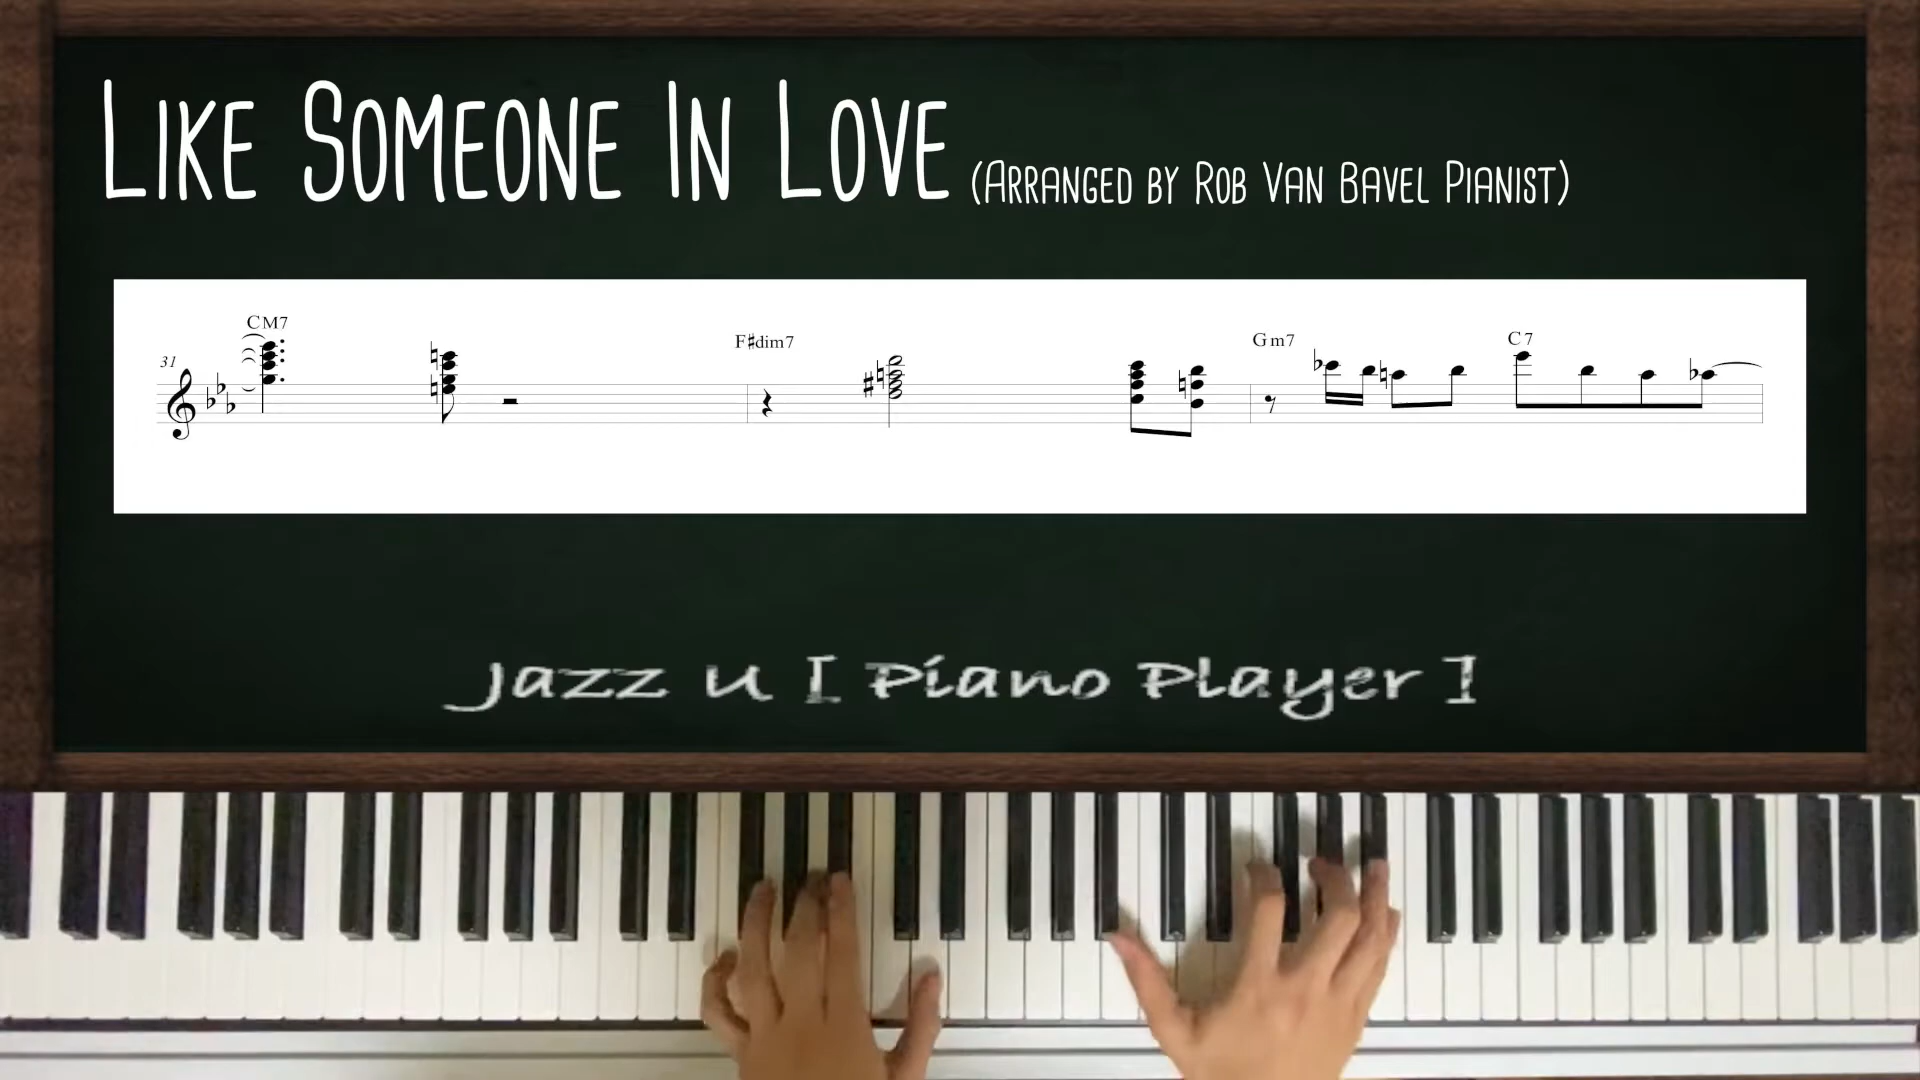 LIKE SOMEONE IN LOVE (ARRANGED BY ROB VAN BAVEL PIANIST)
CM7 F#dim7 Gm7 C7
31
Jazz U [ Piano Player ]